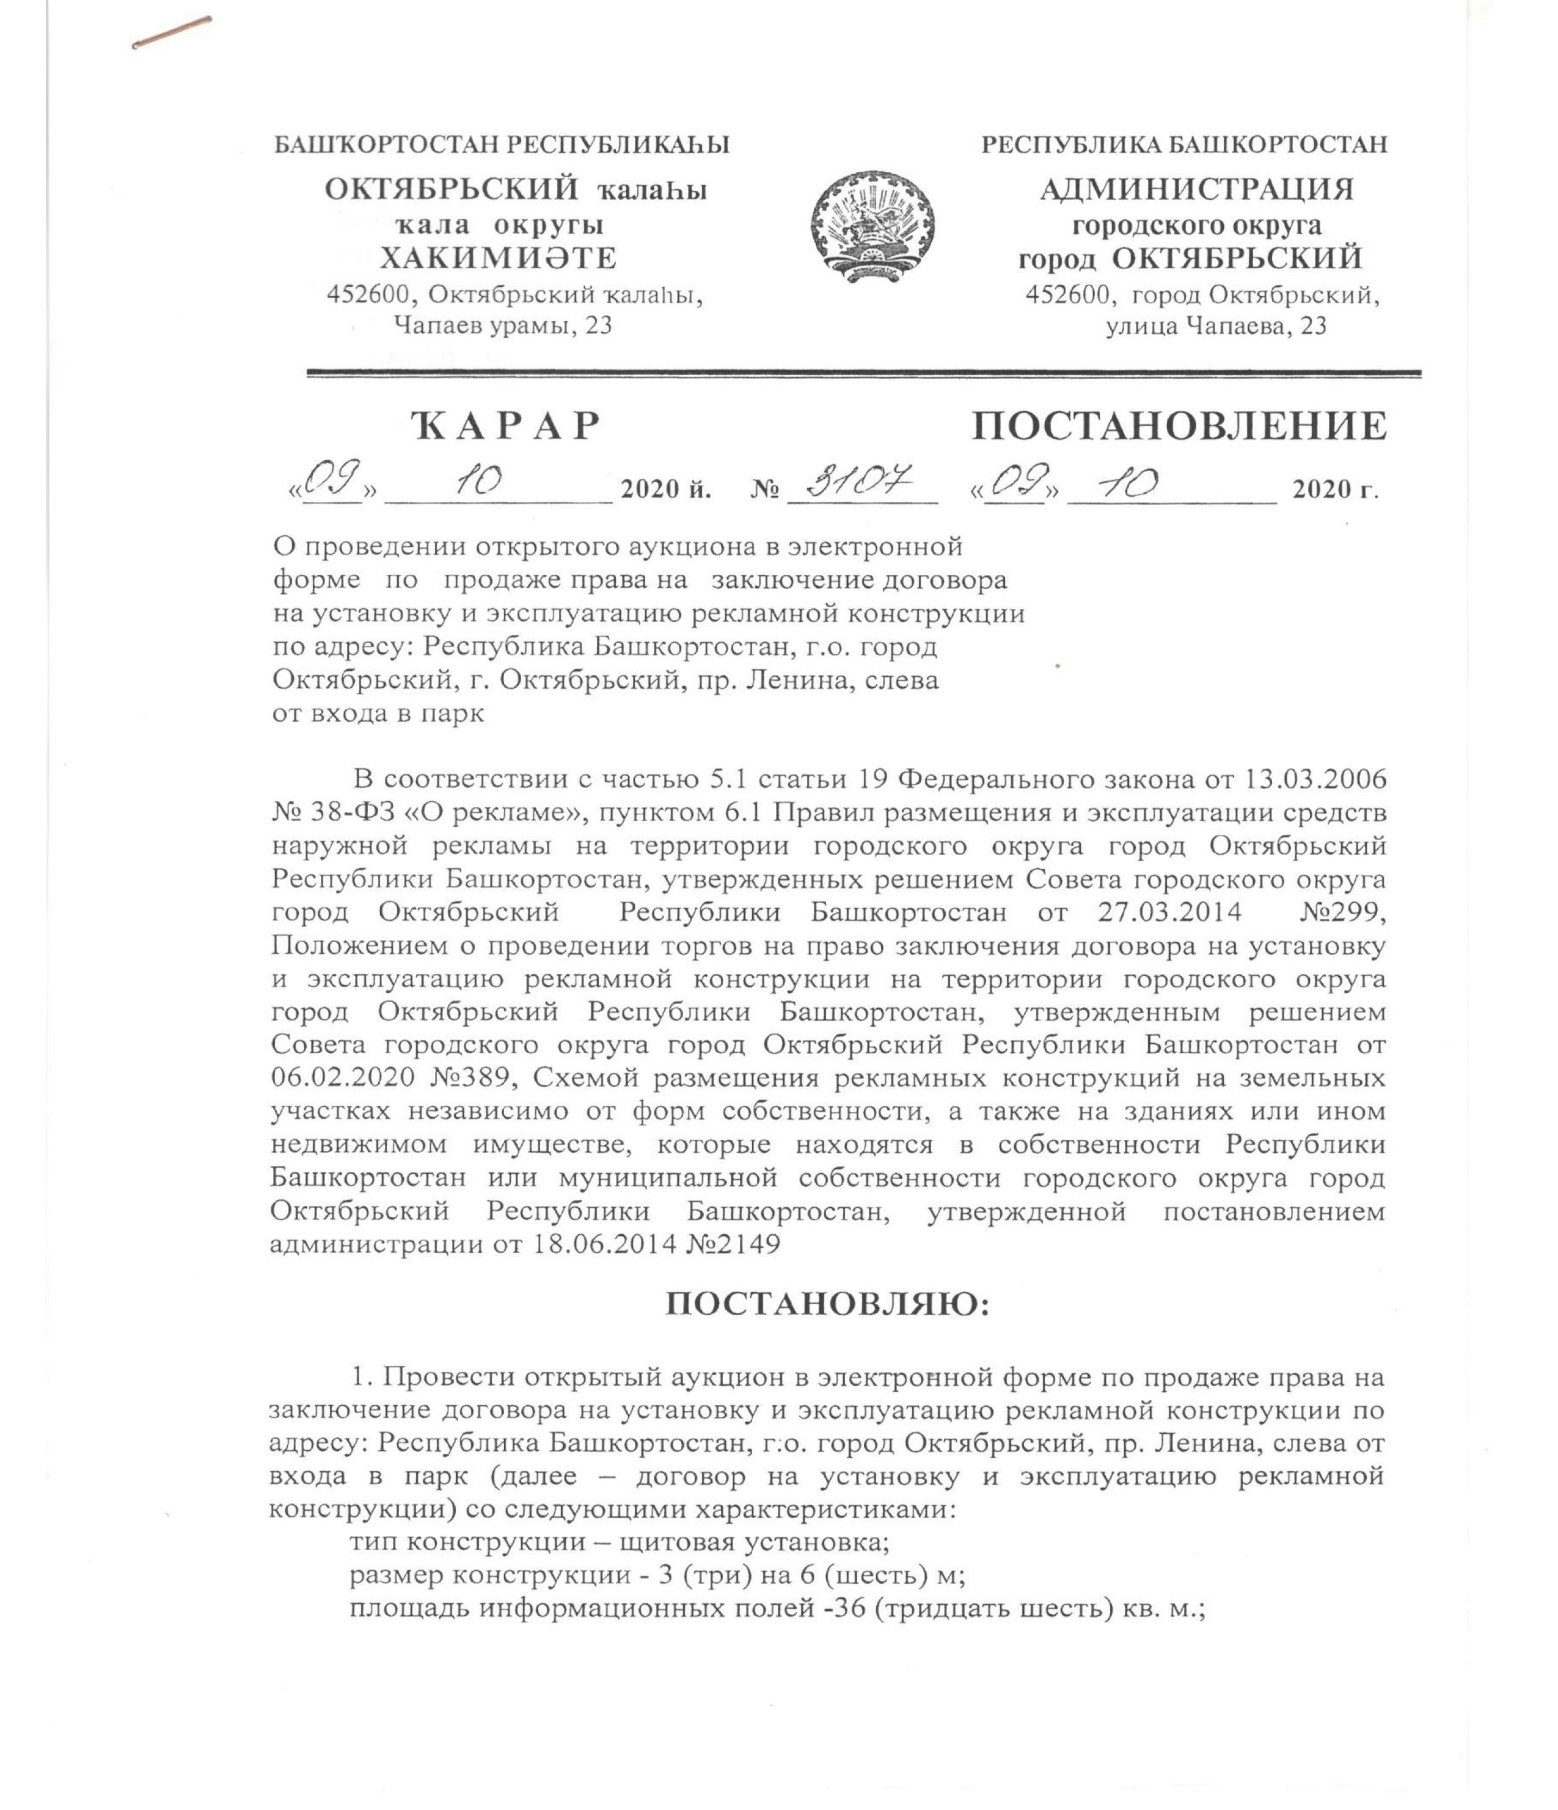 БАШҠОРТОСТАН РЕСПУБЛИКАҺЫ
ОКТЯБРЬСКИЙ ҡалаһы
ҡала округы
ХАКИМИӘТЕ
452600, Октябрьский ҡалаһы,
Чапаев урамы, 23
РЕСПУБЛИКА БАШКОРТОСТАН
АДМИНИСТРАЦИЯ
городского округа
город ОКТЯБРЬСКИЙ
452600, город Октябрьский,
улица Чапаева, 23
ҠАРАР
ПОСТАНОВЛЕНИЕ
«09» 10 2020 й. № 3107 «09» 10 2020 г.
О проведении открытого аукциона в электронной
форме по продаже права на заключение договора
на установку и эксплуатацию рекламной конструкции
по адресу: Республика Башкортостан, г.о. город
Октябрьский, г. Октябрьский, пр. Ленина, слева
от входа в парк
В соответствии с частью 5.1 статьи 19 Федерального закона от 13.03.2006
№ 38-ФЗ «О рекламе», пунктом 6.1 Правил размещения и эксплуатации средств
наружной рекламы на территории городского округа город Октябрьский
Республики Башкортостан, утвержденных решением Совета городского округа
город Октябрьский Республики Башкортостан от 27.03.2014 №299,
Положением о проведении торгов на право заключения договора на установку
и эксплуатацию рекламной конструкции на территории городского округа
город Октябрьский Республики Башкортостан, утвержденным решением
Совета городского округа город Октябрьский Республики Башкортостан от
06.02.2020 №389, Схемой размещения рекламных конструкций на земельных
участках независимо от форм собственности, а также на зданиях или ином
недвижимом имуществе, которые находятся в собственности Республики
Башкортостан или муниципальной собственности городского округа город
Октябрьский Республики Башкортостан, утвержденной постановлением
администрации от 18.06.2014 №2149
ПОСТАНОВЛЯЮ:
1. Провести открытый аукцион в электронной форме по продаже права на
заключение договора на установку и эксплуатацию рекламной конструкции по
адресу: Республика Башкортостан, г.о. город Октябрьский, пр. Ленина, слева от
входа в парк (далее – договор на установку и эксплуатацию рекламной
конструкции) со следующими характеристиками:
тип конструкции – щитовая установка;
размер конструкции - 3 (три) на 6 (шесть) м;
площадь информационных полей -36 (тридцать шесть) кв. м.;